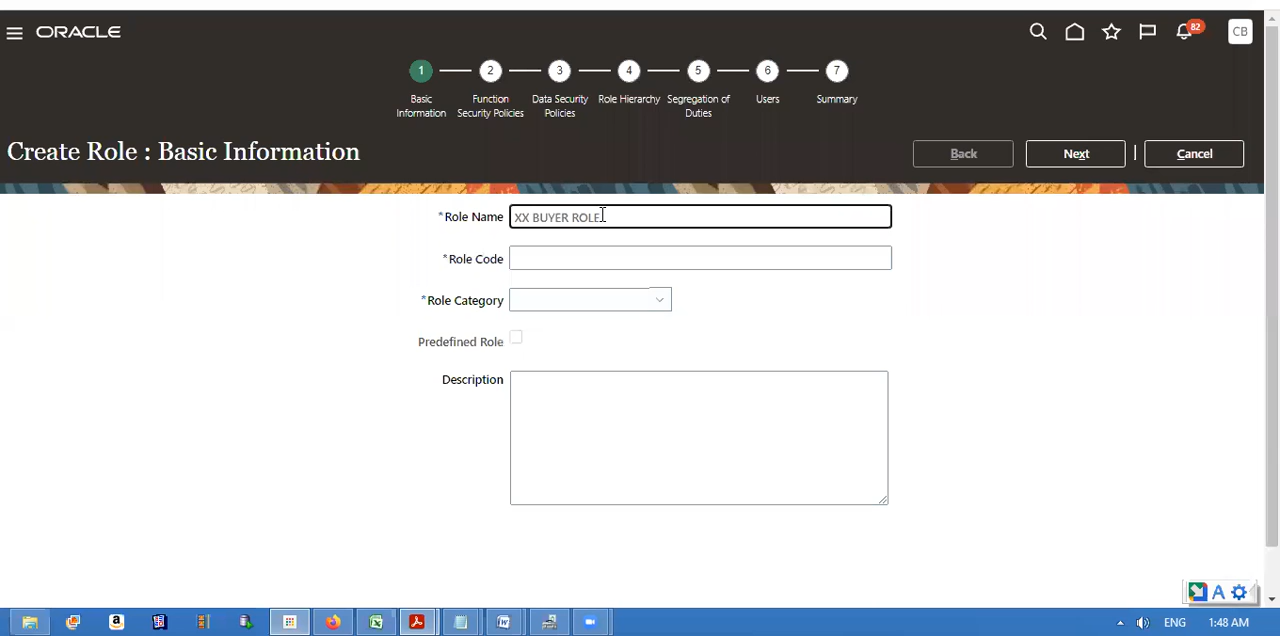 ORACLE
82
CB
1 2 3 4 5 6 7
Basic Information
Function Security Policies
Data Security Policies
Role Hierarchy
Segregation of Duties
Users
Summary
Create Role : Basic Information
Back
Next
|
Cancel
*Role Name XX BUYER ROLE
*Role Code
*Role Category
Predefined Role
Description
A
ENG 1:48 AM